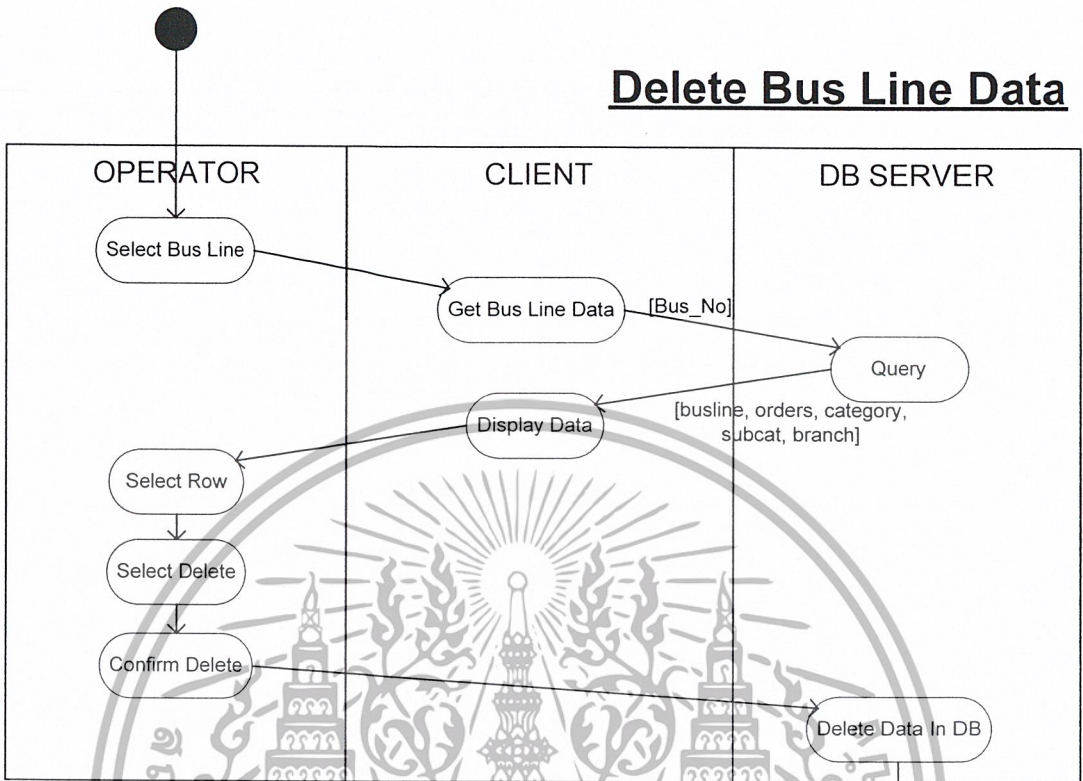 Delete Bus Line Data
OPERATOR
CLIENT
DB SERVER
Select Bus Line
Get Bus Line Data
[Bus_No]
Query
[busline, orders, category,
subcat, branch]
Display Data
Select Row
Select Delete
Confirm Delete
Delete Data In DB